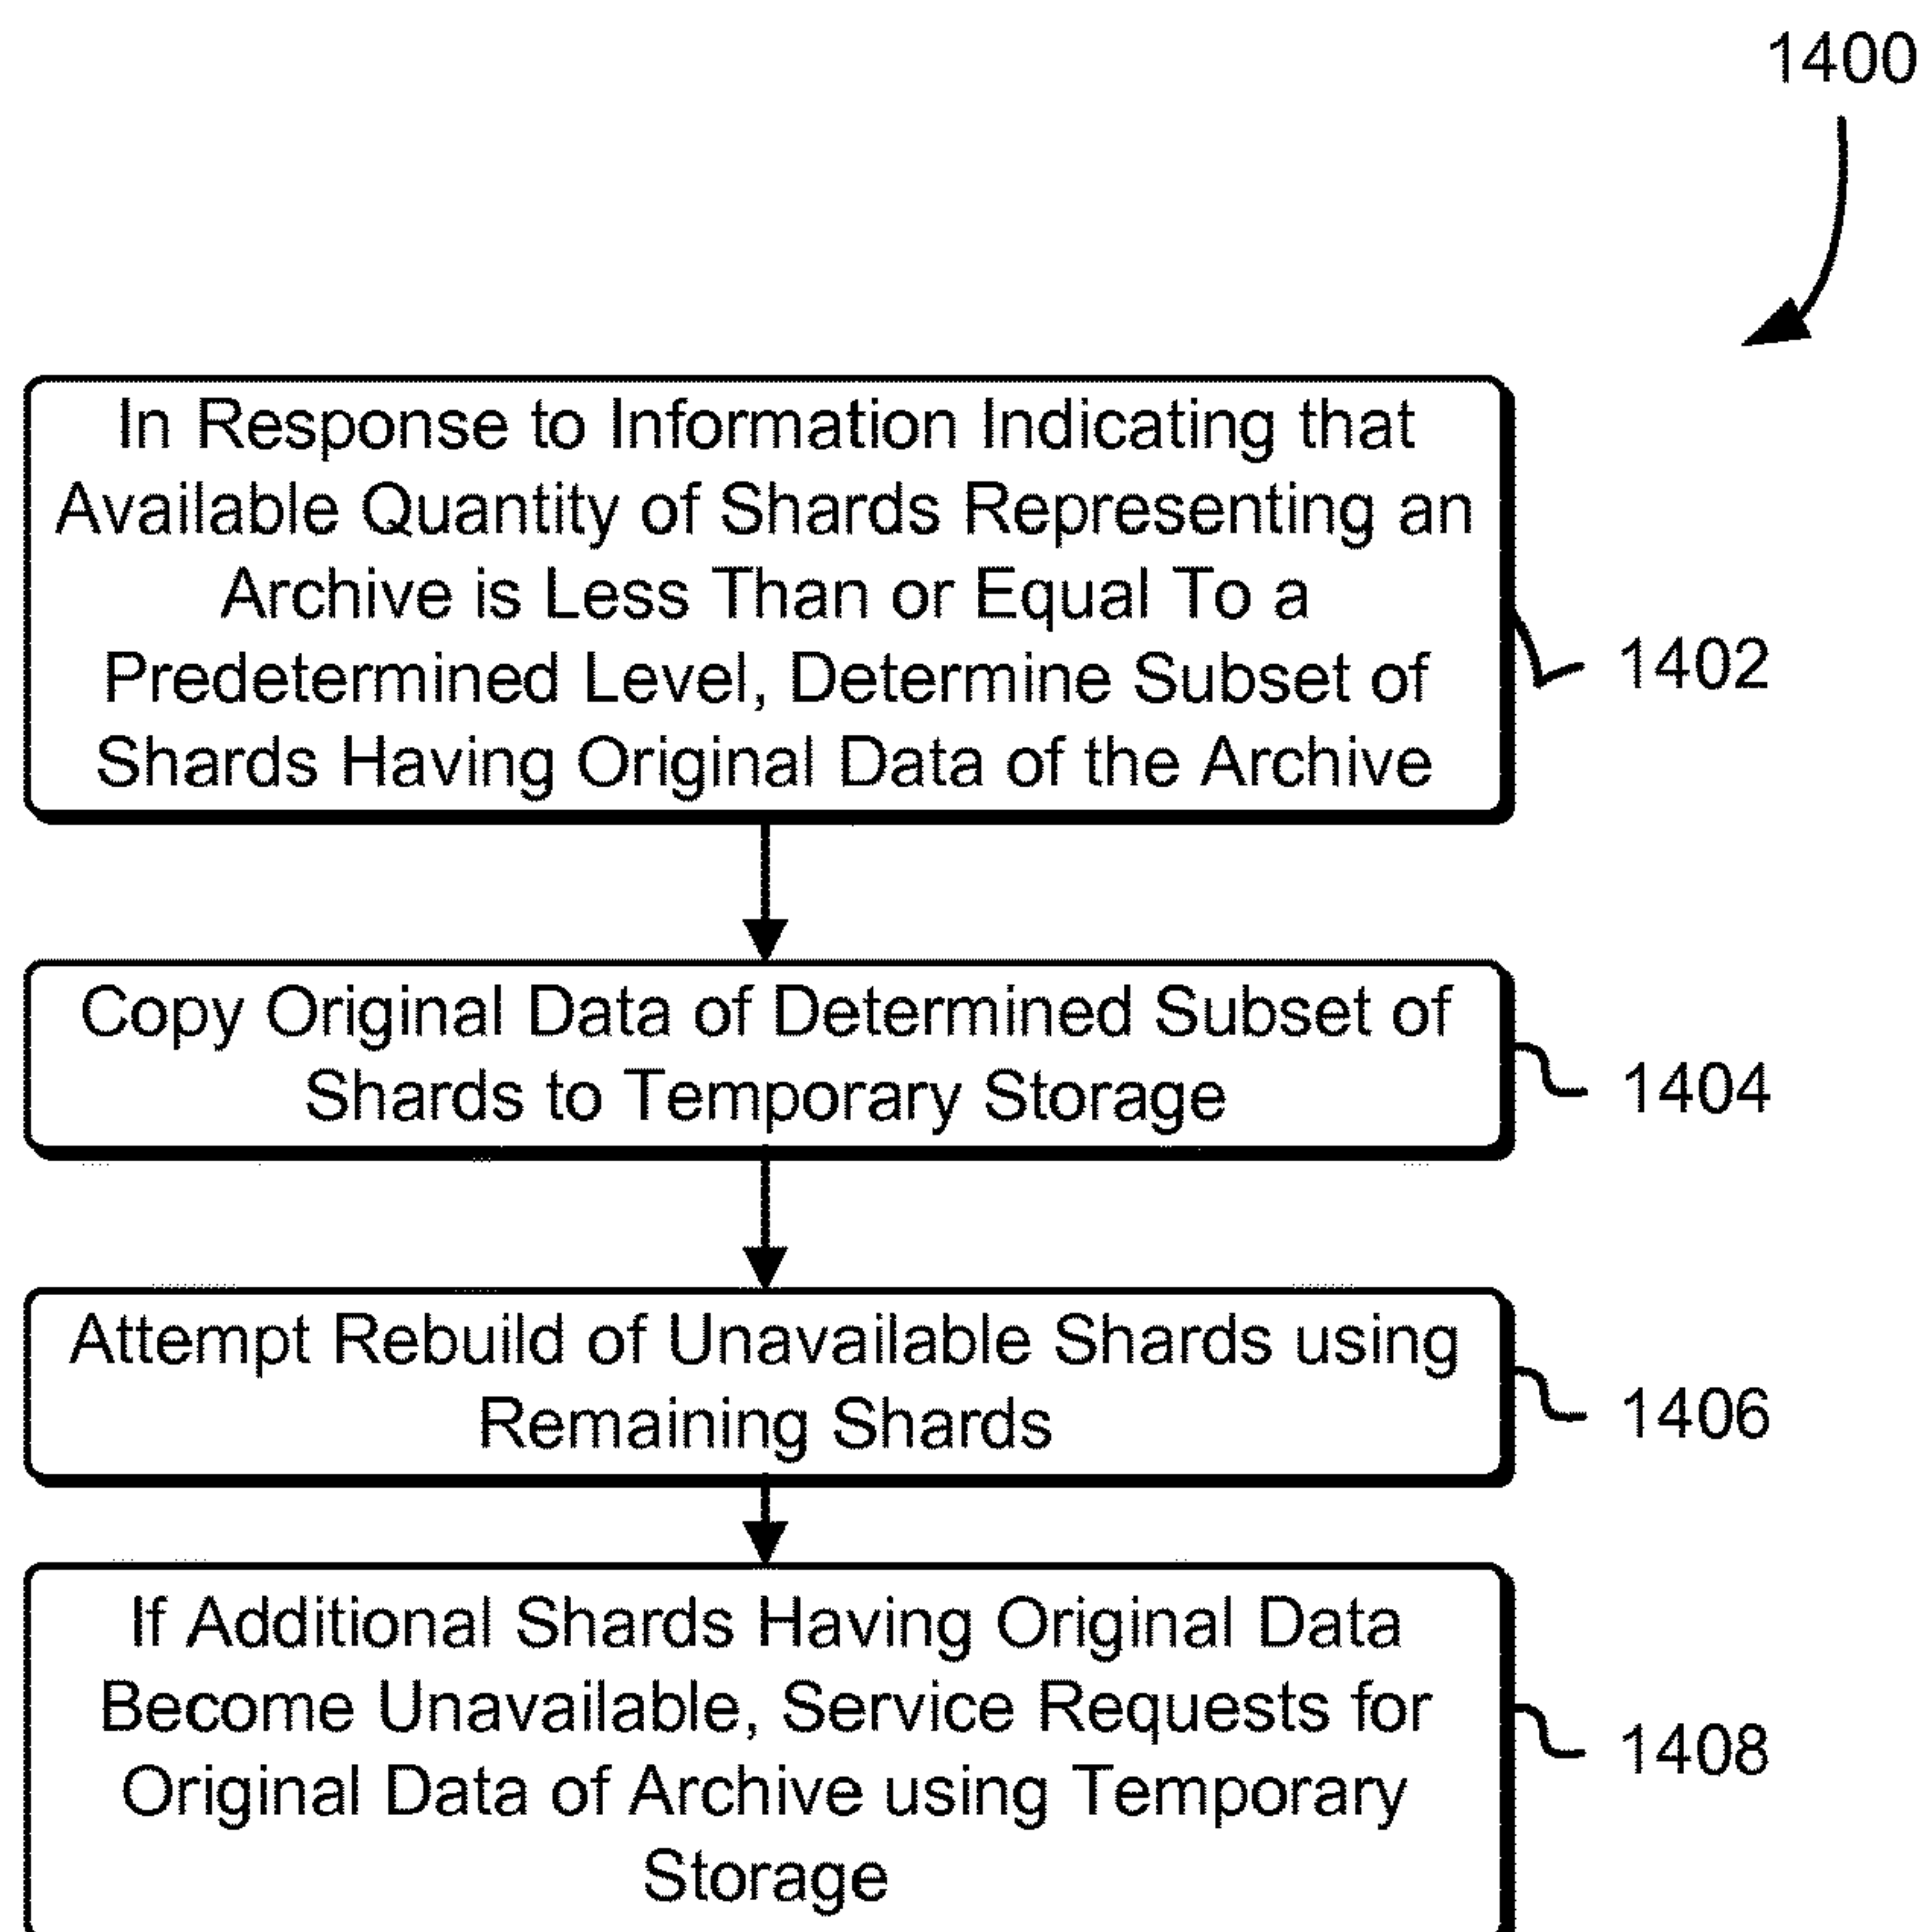 1400
In Response to Information Indicating that
Available Quantity of Shards Representing an
Archive is Less Than or Equal To a
Predetermined Level, Determine Subset of
Shards Having Original Data of the Archive
1402
Copy Original Data of Determined Subset of
Shards to Temporary Storage
1404
Attempt Rebuild of Unavailable Shards using
Remaining Shards
1406
If Additional Shards Having Original Data
Become Unavailable, Service Requests for
Original Data of Archive using Temporary
Storage
1408